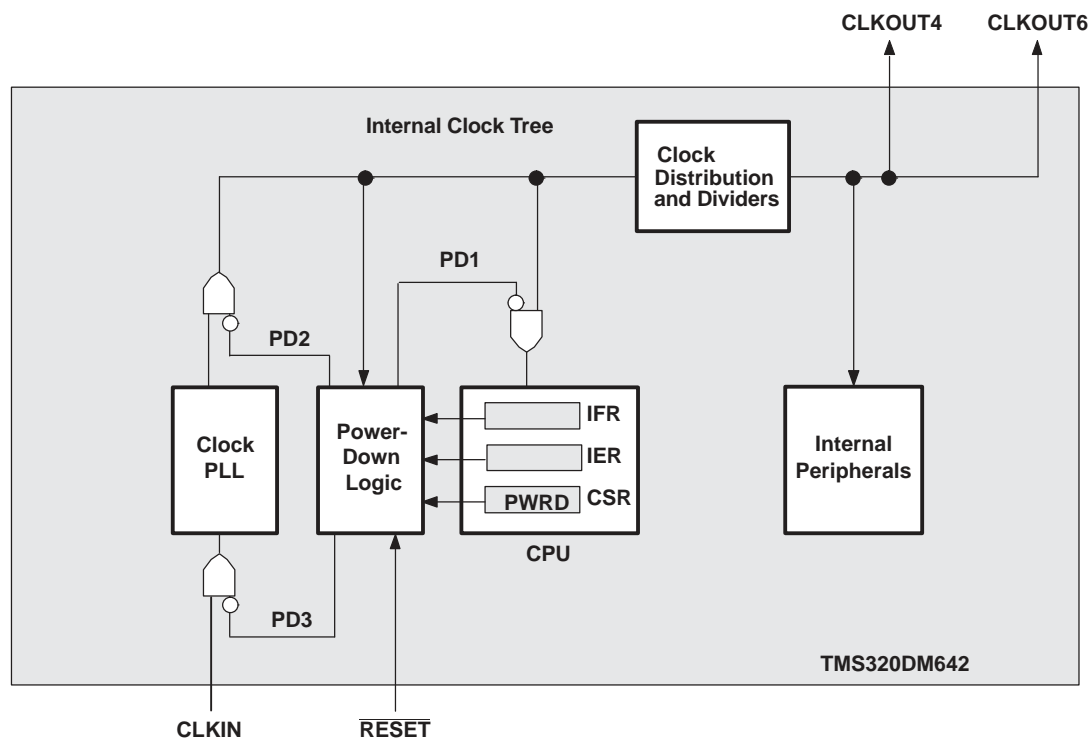 CLKOUT4
CLKOUT6
Internal Clock Tree
Clock
Distribution
and Dividers
PD1
PD2
Clock
PLL
Power-
Down
Logic
IFR
IER
PWRD
CSR
CPU
Internal
Peripherals
PD3
TMS320DM642
CLKIN
RESET